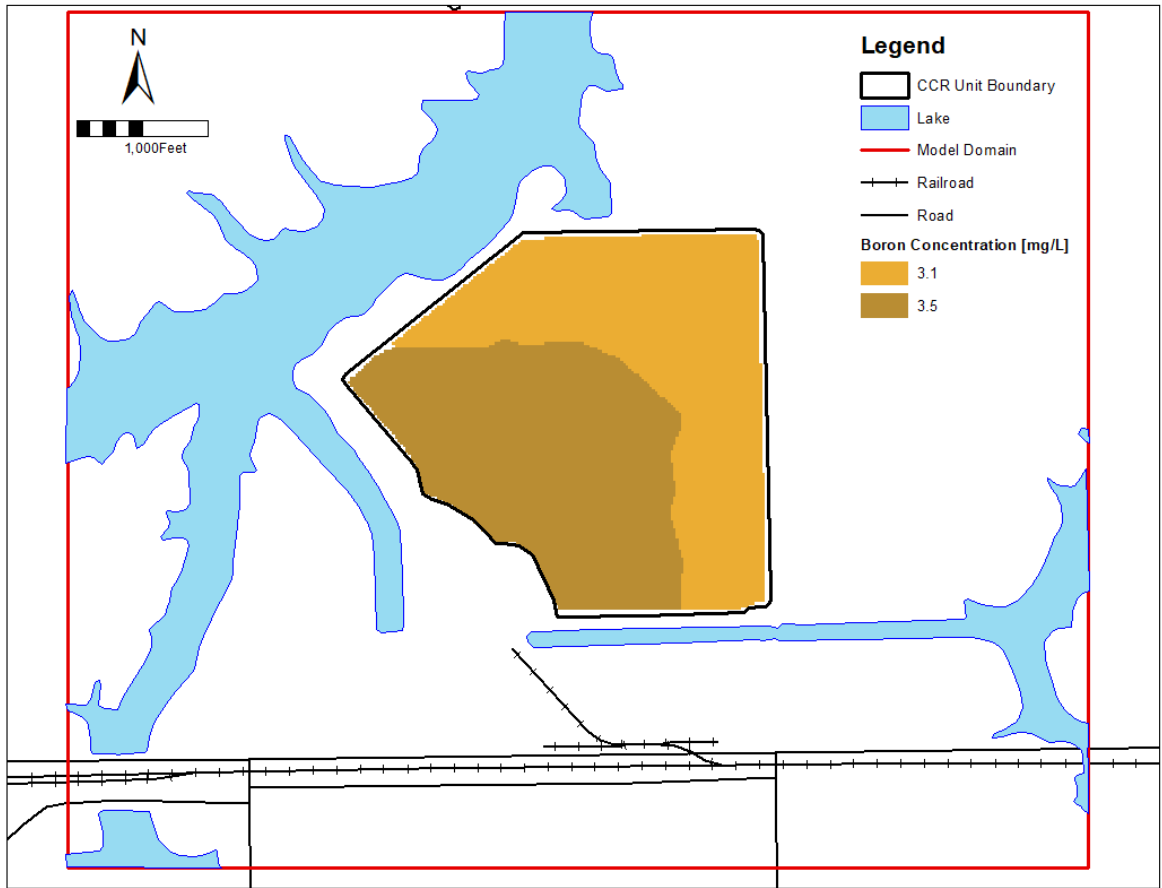 N
1,000Feet
Legend
CCR Unit Boundary
Lake
Model Domain
Railroad
Road
Boron Concentration [mg/L]
3.1
3.5